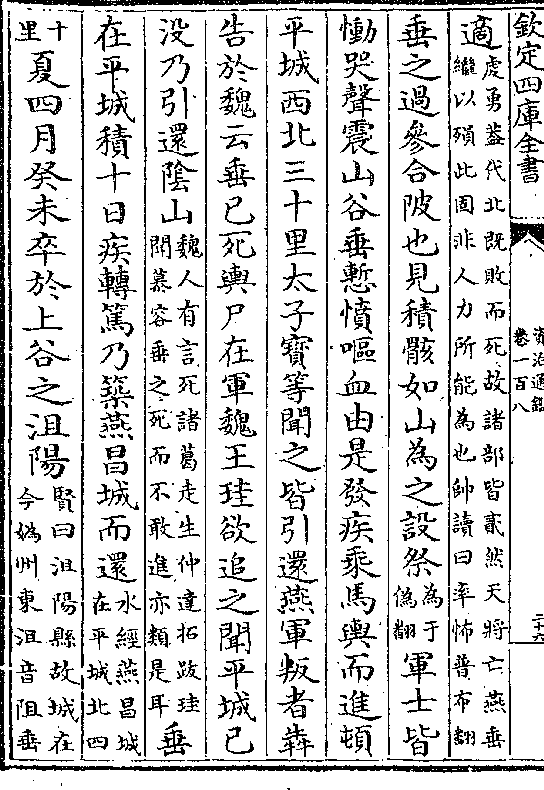 欽定四庫全書
資治通鑑
卷一百八
二十六
適虔勇蓋代北既敗而死故諸部皆貳然天將亡燕垂
繼以殞此固非人力所能為也帥讀曰率怖普布翻
垂之過參合陂也見積骸如山為之設祭為于偽翻軍士皆
慟哭聲震山谷垂慙憤嘔血由是發疾乘馬輿而進頓
平城西北三十里太子寶等聞之皆引還燕軍叛者犇
告於魏云垂已死輿尸在軍魏王珪欲追之聞平城已
没乃引還隂山魏人有言死諸葛走生仲達拓跋珪聞慕容垂之死而不敢進亦類是耳垂
在平城積十日疾轉篤乃築燕昌城而還水經燕昌城在平城北四
十里夏四月癸未卒於上谷之沮陽賢曰沮陽縣故城在今媯州東沮音阻垂